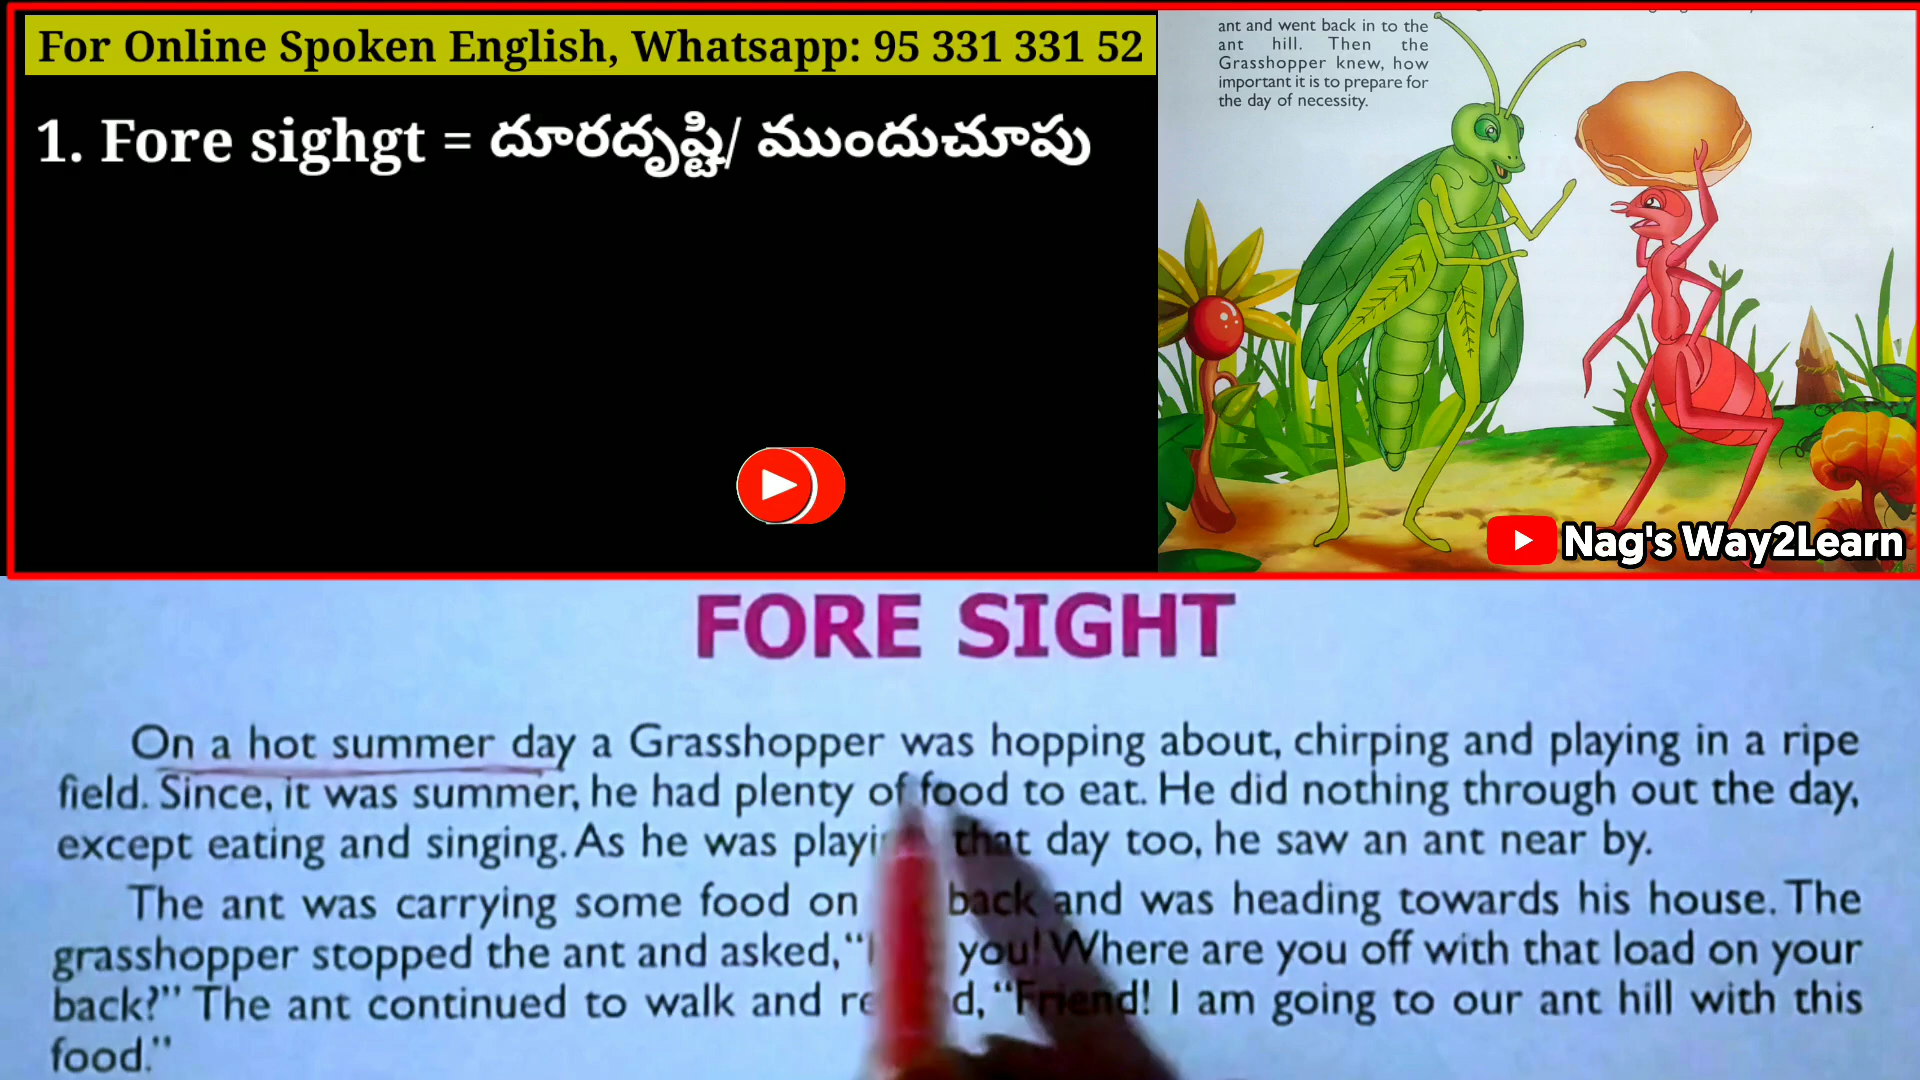 For Online Spoken English, Whatsapp: 95 331 331 52
1. Fore sighgt = దూరదృష్టి/ ముందుచూపు
ant and went back in to the
ant hill. Then the
Grasshopper knew, how
important it is to prepare for
the day of necessity.
Nag's Way2Learn
FORE SIGHT
On a hot summer day a Grasshopper was hopping about, chirping and playing in a ripe
field. Since, it was summer, he had plenty of food to eat. He did nothing through out the day,
except eating and singing. As he was that day too, he saw an ant near by.
The ant was carrying some food on back and was heading towards his house. The
grasshopper stopped the ant and asked, “ you! Where are you off with that load on your
back?” The ant continued to walk and “Friend! I am going to our ant hill with this
food.”